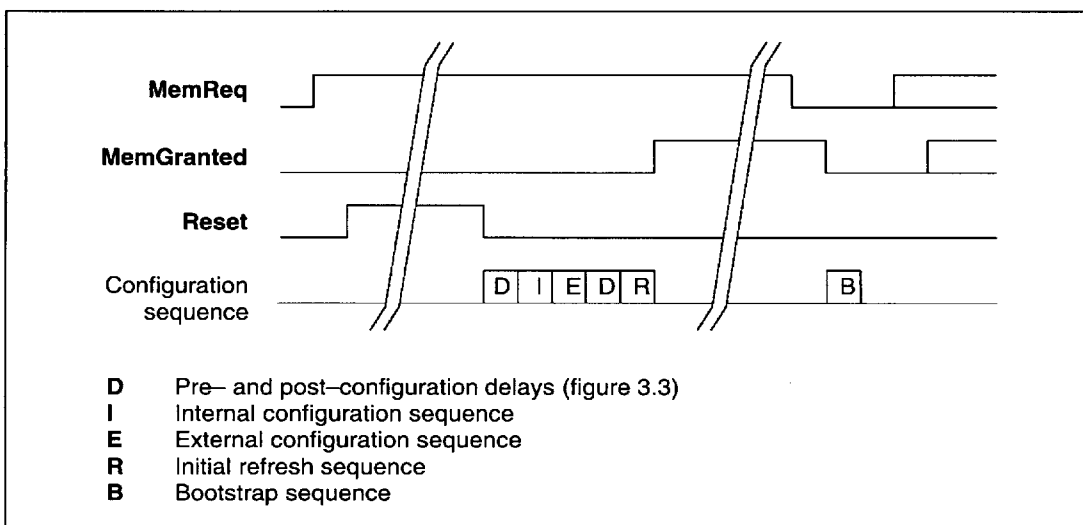 MemReq
MemGranted
Reset
Configuration
sequence
D I E D R B
D Pre– and post–configuration delays (figure 3.3)
I Internal configuration sequence
E External configuration sequence
R Initial refresh sequence
B Bootstrap sequence